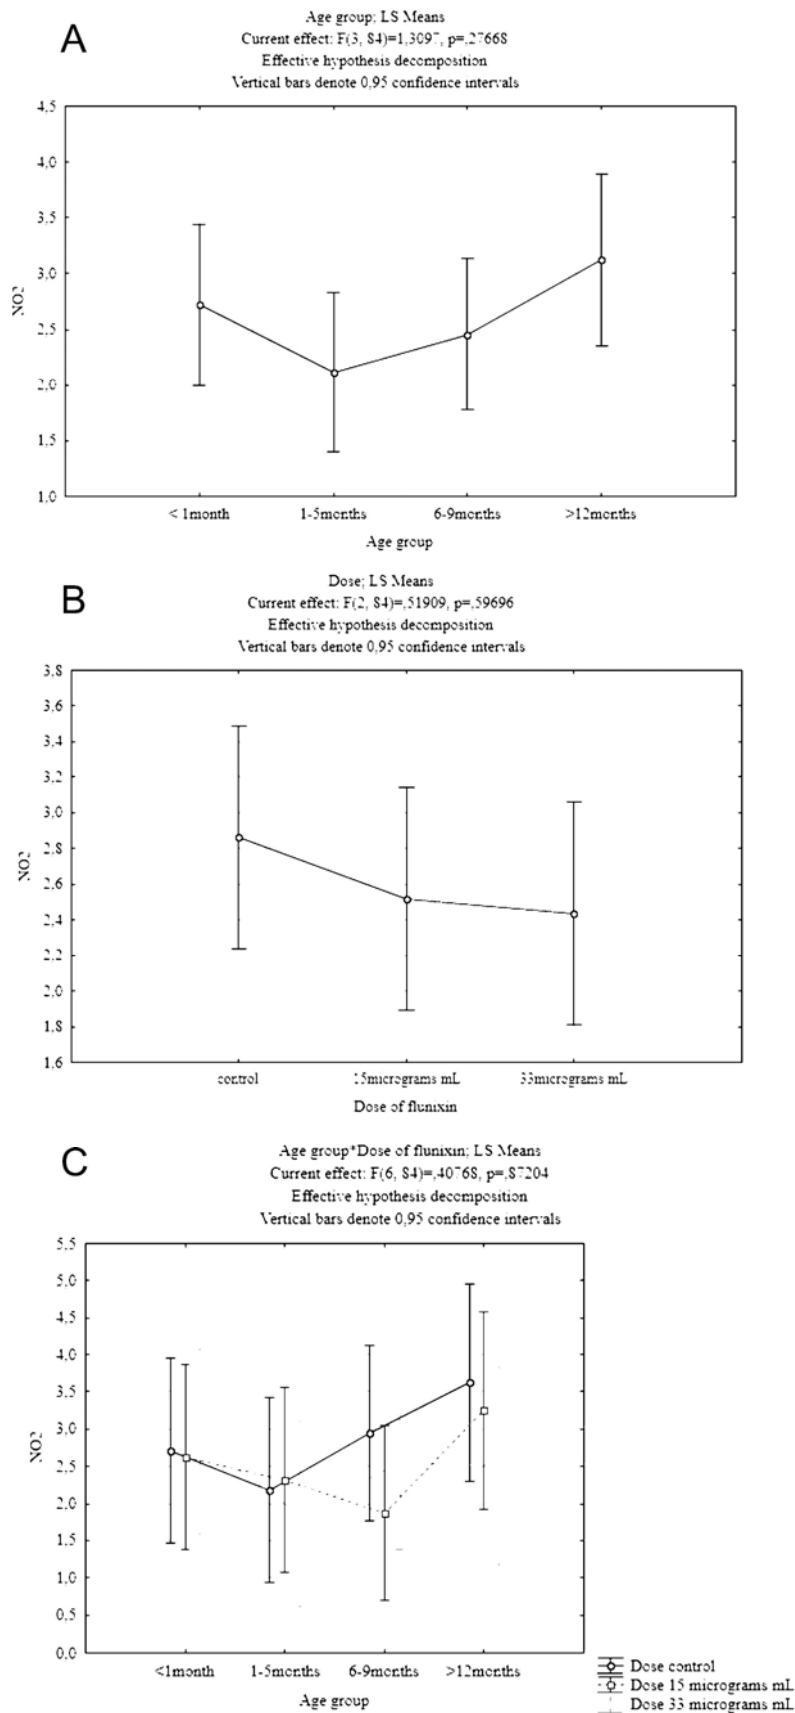 A
Age group; LS Means
Current effect: F(3, 84)=1,3097, p=,27668
Effective hypothesis decomposition
Vertical bars denote 0,95 confidence intervals
4,5
4,0
3,5
3,0
2,5
2,0
1,5
1,0
NO2
< 1month 1-5months 6-9months >12months
Age group
B
Dose; LS Means
Current effect: F(2, 84)=,51909, p=,59696
Effective hypothesis decomposition
Vertical bars denote 0,95 confidence intervals
3,8
3,6
3,4
3,2
3,0
2,8
2,6
2,4
2,2
2,0
1,8
1,6
NO2
control 15micrograms mL 33micrograms mL
Dose of flunixin
C
Age group*Dose of flunixin; LS Means
Current effect: F(6, 84)=,40768, p=,87204
Effective hypothesis decomposition
Vertical bars denote 0,95 confidence intervals
5,5
5,0
4,5
4,0
3,5
3,0
2,5
2,0
1,5
1,0
0,5
0,0
NO2
<1month 1-5months 6-9months >12months
Age group
Dose control
Dose 15 micrograms mL
Dose 33 micrograms mL